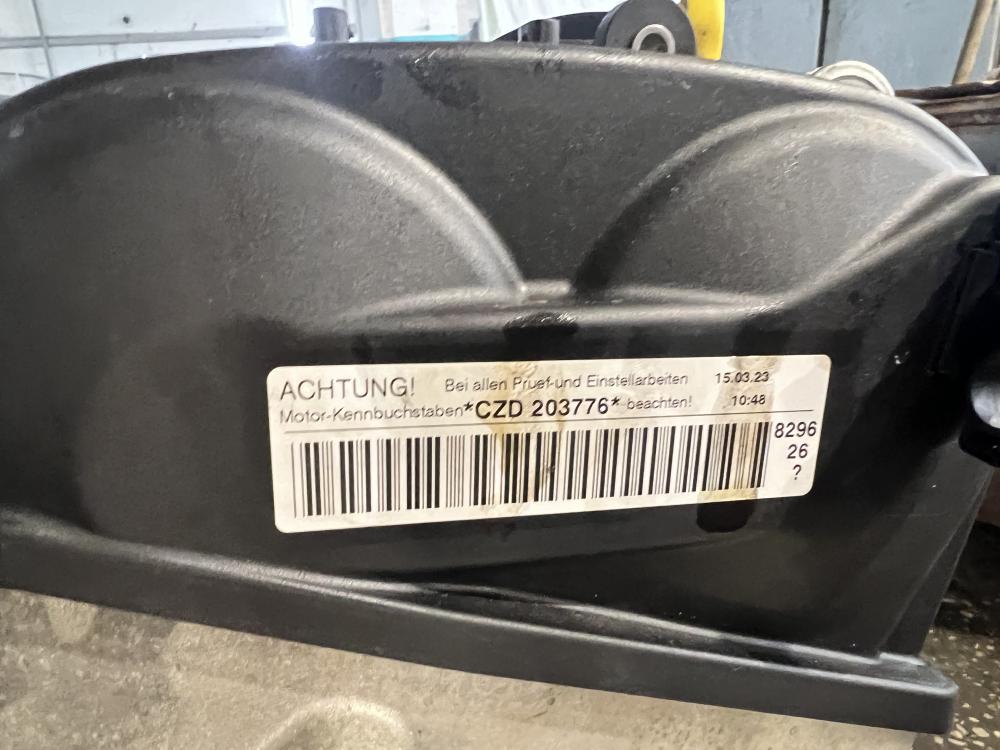 ACHTUNG! Bei allen Pruef-und Einstellarbeiten 15.03.23
Motor-Kennbuchstaben*CZD 203776*-beachten! 10:48
8296
26
?